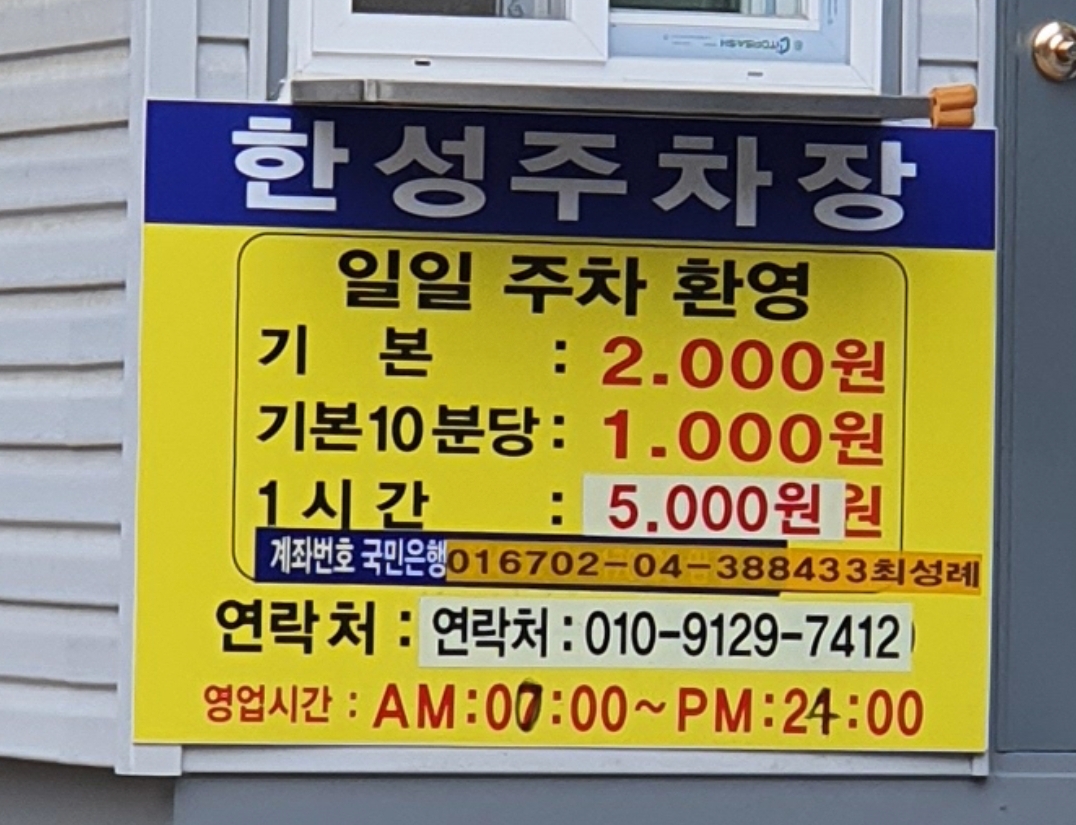 한성주차장
일일 주차 환영
기 본 : 2.000원
기본10분당 : 1.000원
1시간 : 5.000원원
계좌번호 국민은행 016702-04-388433최성례
연락처 : 연락처 : 010-9129-7412
영업시간 : AM:07:00~PM:24:00